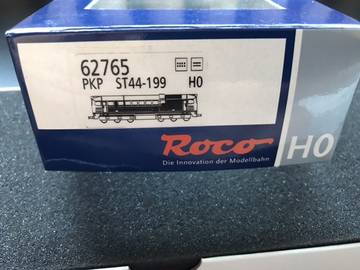 62765
PKP ST44-199 H0
Roco H0
Die Innovation der Modellbahn